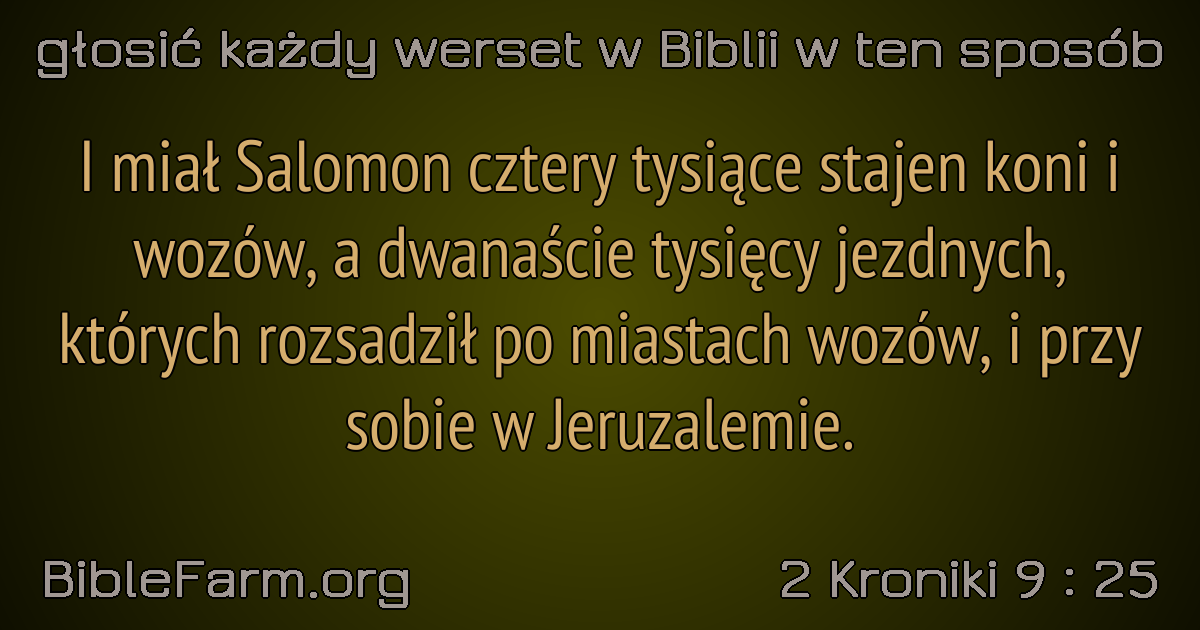 głosić każdy werset w Biblii w ten sposób
I miał Salomon cztery tysiące stajen koni i
wozów, a dwanaście tysięcy jezdnych,
których rozsadził po miastach wozów, i przy
sobie w Jeruzalemie.
BibleFarm.org
2 Kroniki 9 : 25